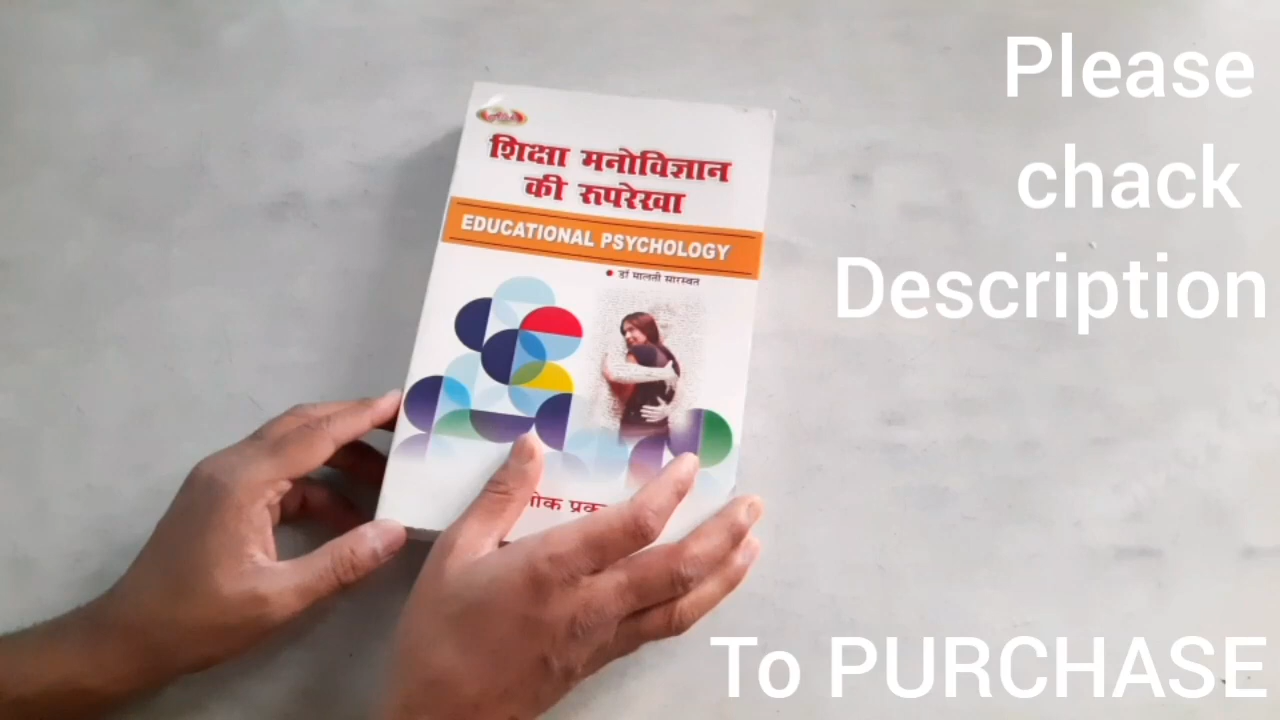 शिक्षा मनोविज्ञान
की रुपरेखा
EDUCATIONAL PSYCHOLOGY
• डॉ मालती सारस्वत
Please
chack
Description
To PURCHASE